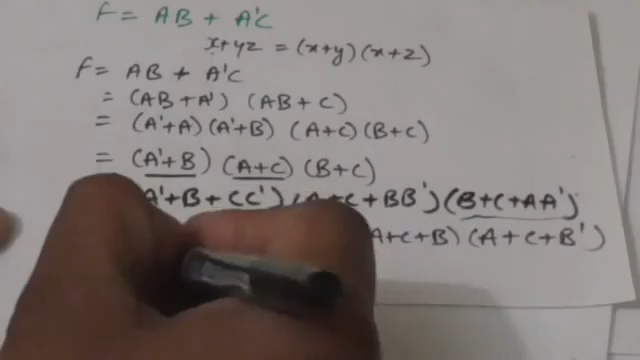 F = AB + A'C
x+yz = (x+y)(x+z)
F = AB + A'C
= (AB+A') (AB+C)
= (A'+A)(A'+B) (A+C)(B+C)
= (A'+B) (A+C) (B+C)
A'+B+CC')(A+C+BB')(B+C+AA')
A+C+B)(A+C+B')